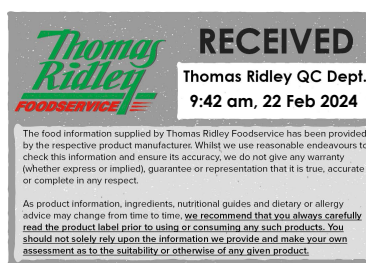 Thomas
Ridley
FOODSERVICE
RECEIVED
Thomas Ridley QC Dept.
9:42 am, 22 Feb 2024
The food information supplied by Thomas Ridley Foodservice has been provided
by the respective product manufacturer. Whilst we use reasonable endeavours to
check this information and ensure its accuracy, we do not give any warranty
(whether express or implied), guarantee or representation that it is true, accurate
or complete in any respect.
As product information, ingredients, nutritional guides and dietary or allergy
advice may change from time to time, we recommend that you always carefully
read the product label prior to using or consuming any such products. You
should not solely rely upon the information we provide and make your own
assessment as to the suitability or otherwise of any given product.